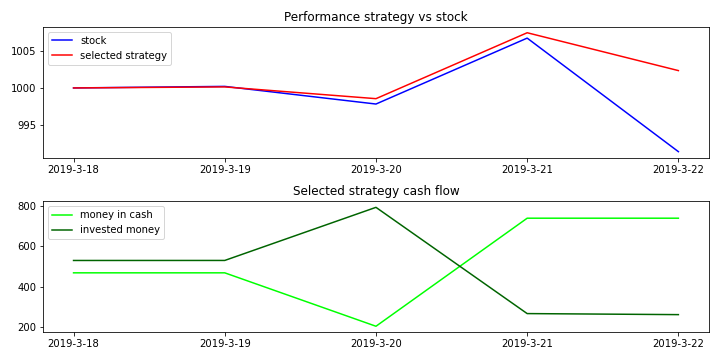 Performance strategy vs stock
stock
selected strategy
1005
1000
995
2019-3-18 2019-3-19 2019-3-20 2019-3-21 2019-3-22
Selected strategy cash flow
money in cash
invested money
800
600
400
200
2019-3-18 2019-3-19 2019-3-20 2019-3-21 2019-3-22